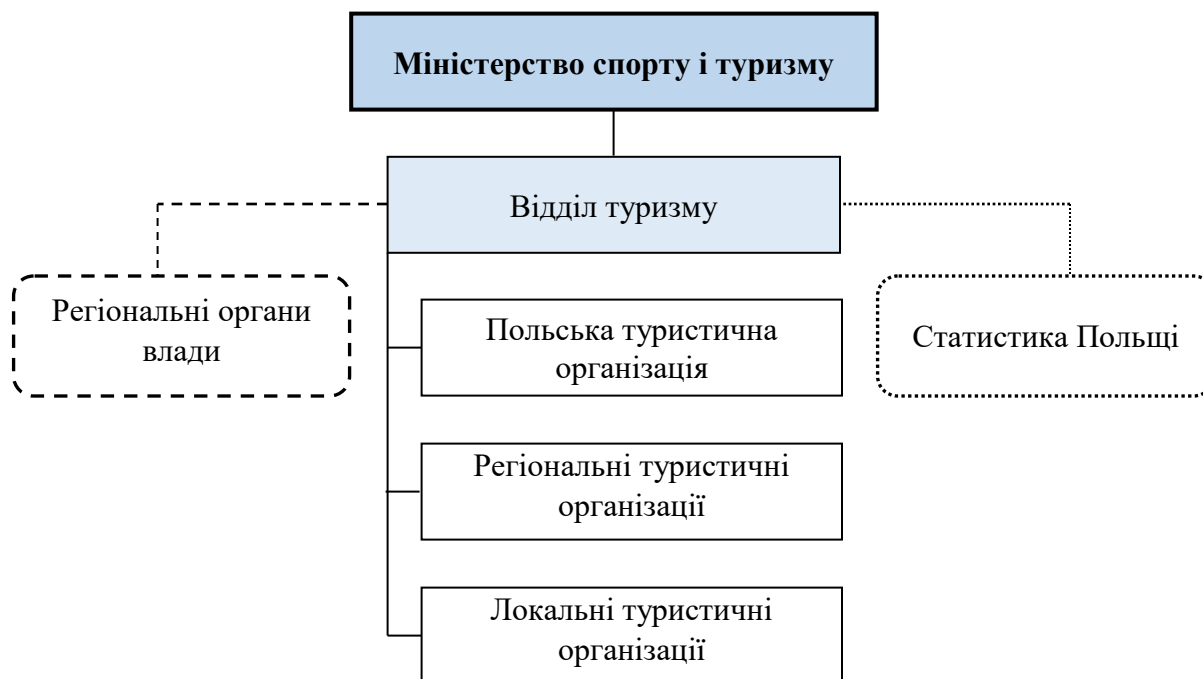 Міністерство спорту і туризму
Відділ туризму
Регіональні органи
влади
Польська туристична
організація
Статистика Польщі
Регіональні туристичні
організації
Локальні туристичні
організації